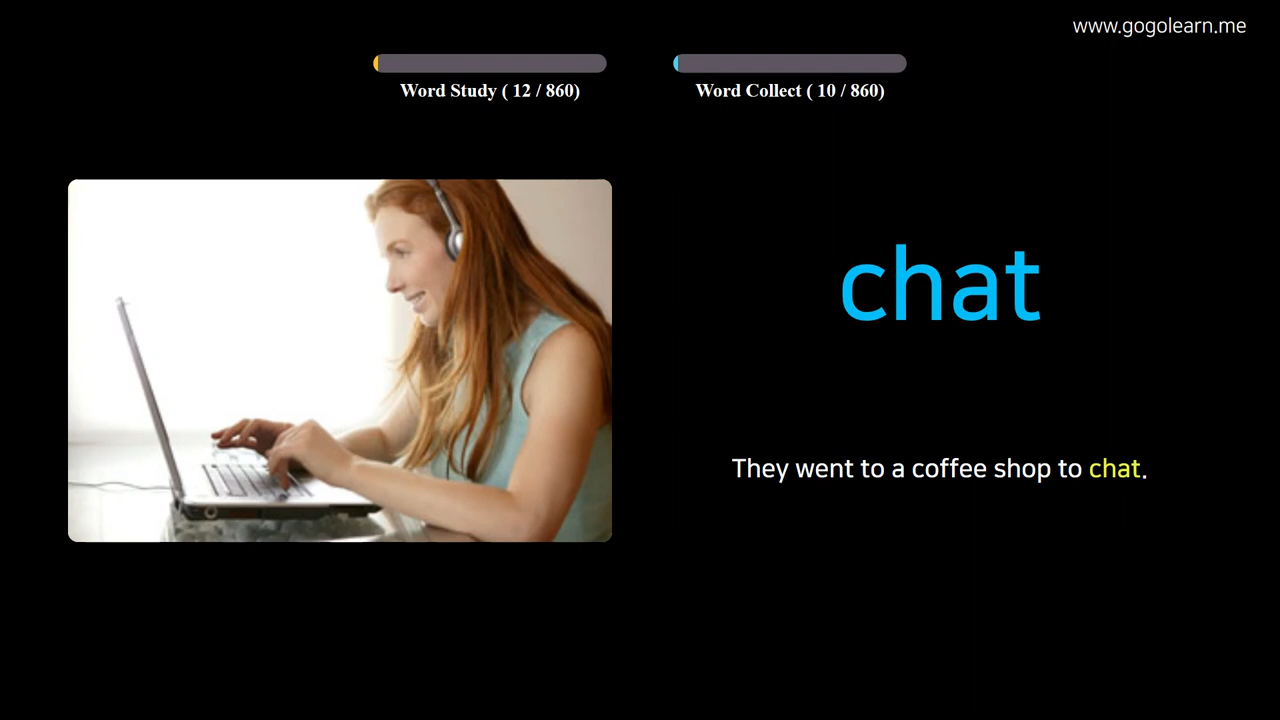 www.gogolearn.me
Word Study ( 12 / 860)
Word Collect ( 10 / 860)
chat
They went to a coffee shop to chat.